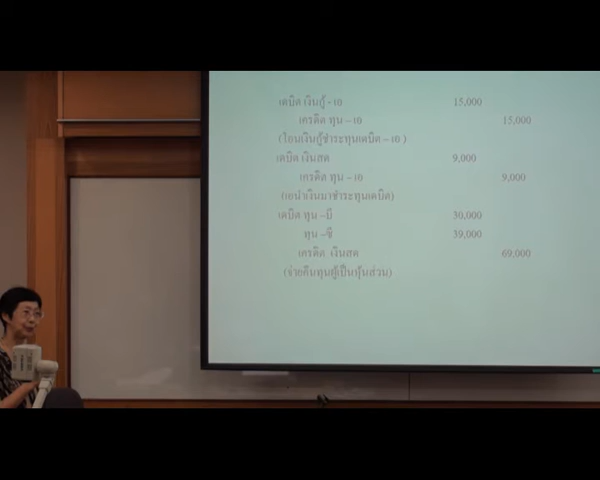 เดบิต เงินกู้ - เอ 15,000
เครดิต ทุน – เอ 15,000
(โอนเงินกู้ชำระทุนเดบิต – เอ )
เดบิต เงินสด 9,000
เครดิต ทุน – เอ 9,000
(เอนำเงินมาชำระทุนเดบิต)
เดบิต ทุน –บี 30,000
ทุน –ซี 39,000
เครดิต เงินสด 69,000
(จ่ายคืนทุนผู้เป็นหุ้นส่วน)